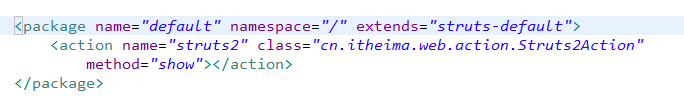 <package name="default" namespace="/" extends="struts-default">
<action name="struts2" class="cn.itheima.web.action.Struts2Action"
method="show"></action>
</package>